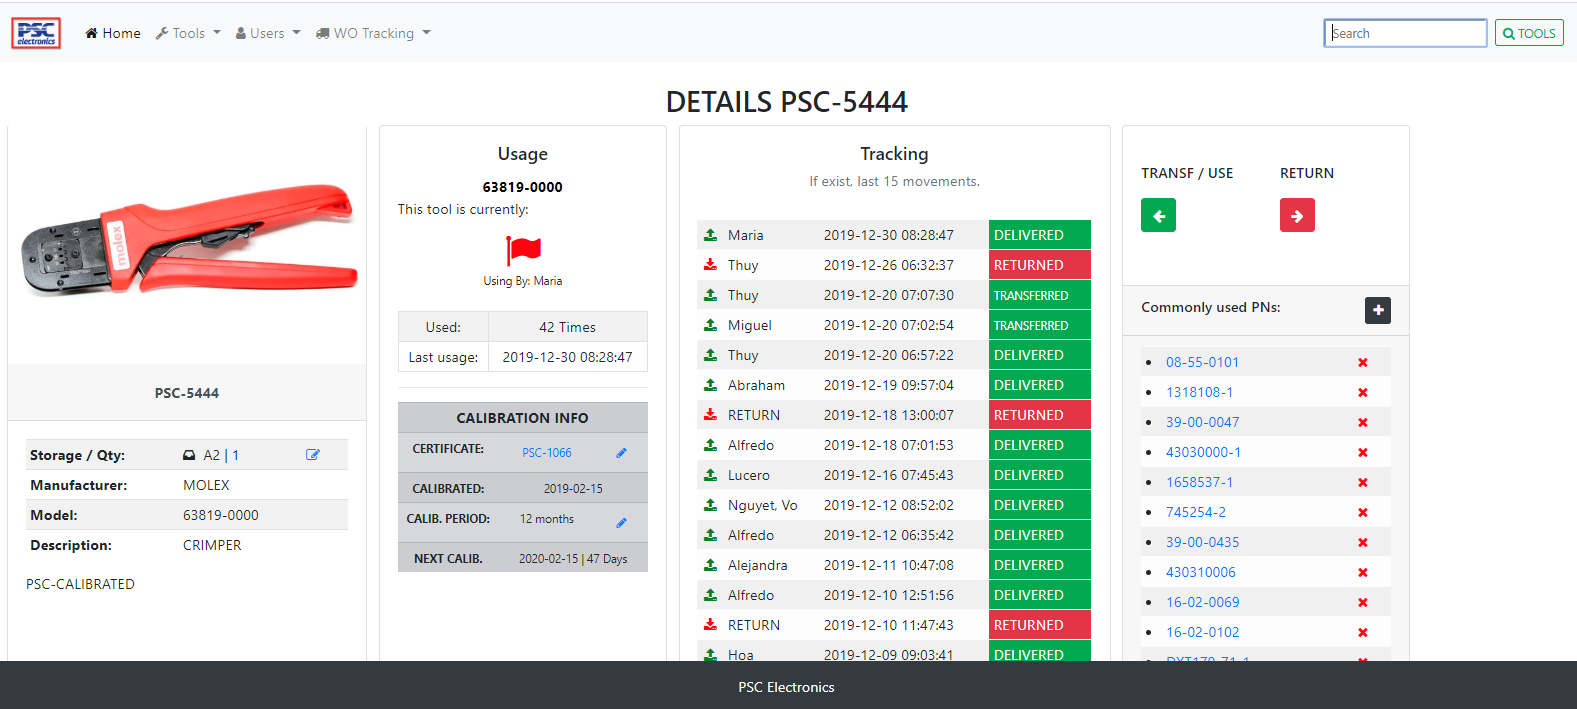 PSC
electronics
Home
Tools
Users
WO Tracking
Search
TOOLS
DETAILS PSC-5444
molex
PSC-5444
Storage / Qty: A2 | 1
Manufacturer: MOLEX
Model: 63819-0000
Description: CRIMPER
PSC-CALIBRATED
Usage
63819-0000
This tool is currently:
Using By: Maria
Used: 42 Times
Last usage: 2019-12-30 08:28:47
CALIBRATION INFO
CERTIFICATE: PSC-1066
CALIBRATED: 2019-02-15
CALIB. PERIOD: 12 months
NEXT CALIB. 2020-02-15 | 47 Days
Tracking
If exist, last 15 movements.
Maria 2019-12-30 08:28:47 DELIVERED
Thuy 2019-12-26 06:32:37 RETURNED
Thuy 2019-12-20 07:07:30 TRANSFERRED
Miguel 2019-12-20 07:02:54 TRANSFERRED
Thuy 2019-12-20 06:57:22 DELIVERED
Abraham 2019-12-19 09:57:04 DELIVERED
RETURN 2019-12-18 13:00:07 RETURNED
Alfredo 2019-12-18 07:01:53 DELIVERED
Lucero 2019-12-16 07:45:43 DELIVERED
Nguyet, Vo 2019-12-12 08:52:02 DELIVERED
Alfredo 2019-12-12 06:35:42 DELIVERED
Alejandra 2019-12-11 10:47:08 DELIVERED
Alfredo 2019-12-10 12:51:56 DELIVERED
RETURN 2019-12-10 11:47:43 RETURNED
Hoa 2019-12-09 09:03:41 DELIVERED
TRANSF / USE
RETURN
Commonly used PNs:
08-55-0101
1318108-1
39-00-0047
43030000-1
1658537-1
745254-2
39-00-0435
430310006
16-02-0069
16-02-0102
PSC Electronics